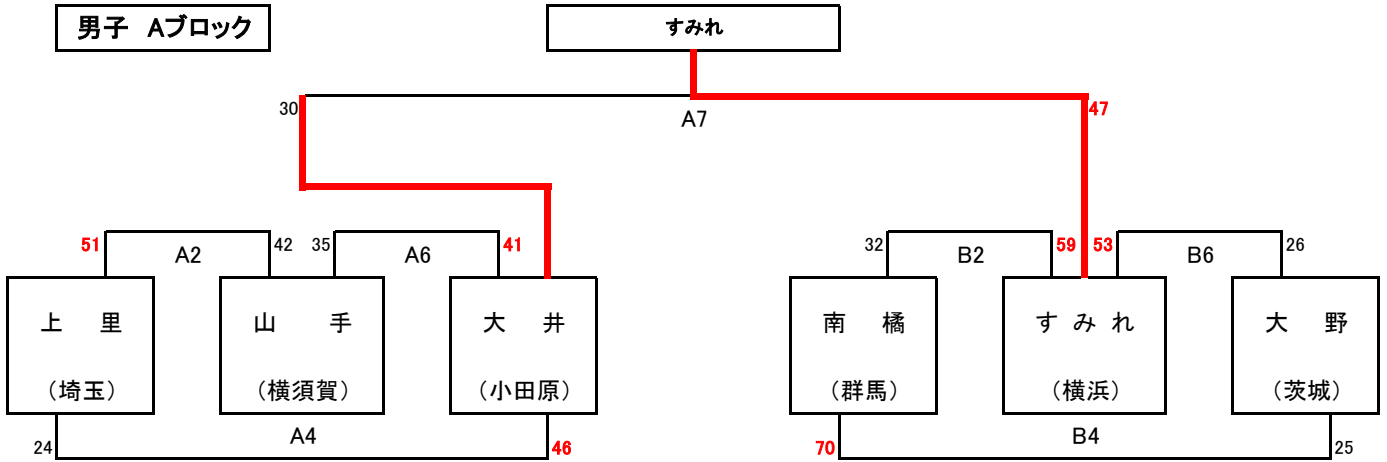 男子 Aブロック
すみれ
30 A7 47
51 A2 42 35 A6 41 32 B2 59 53 B6 26
上里 山手 大井 南橘 すみれ 大野
(埼玉) (横須賀) (小田原) (群馬) (横浜) (茨城)
24 A4 46 70 B4 25